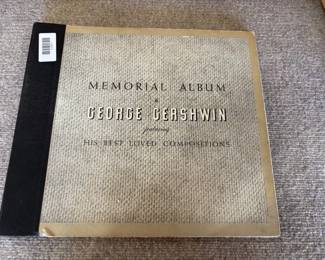 MEMORIAL ALBUM
GEORGE GERSHWIN
featuring
HIS BEST LOVED COMPOSITIONS